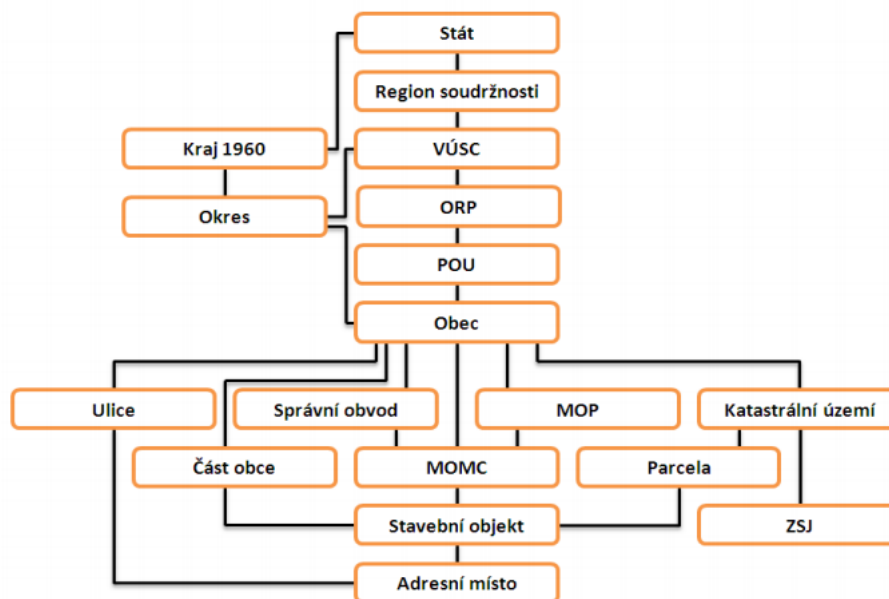 Stát
Region soudržnosti
Kraj 1960
VÚSC
Okres
ORP
POU
Obec
Ulice
Správní obvod
MOP
Katastrální území
Část obce
MOMC
Parcela
Stavební objekt
ZSJ
Adresní místo